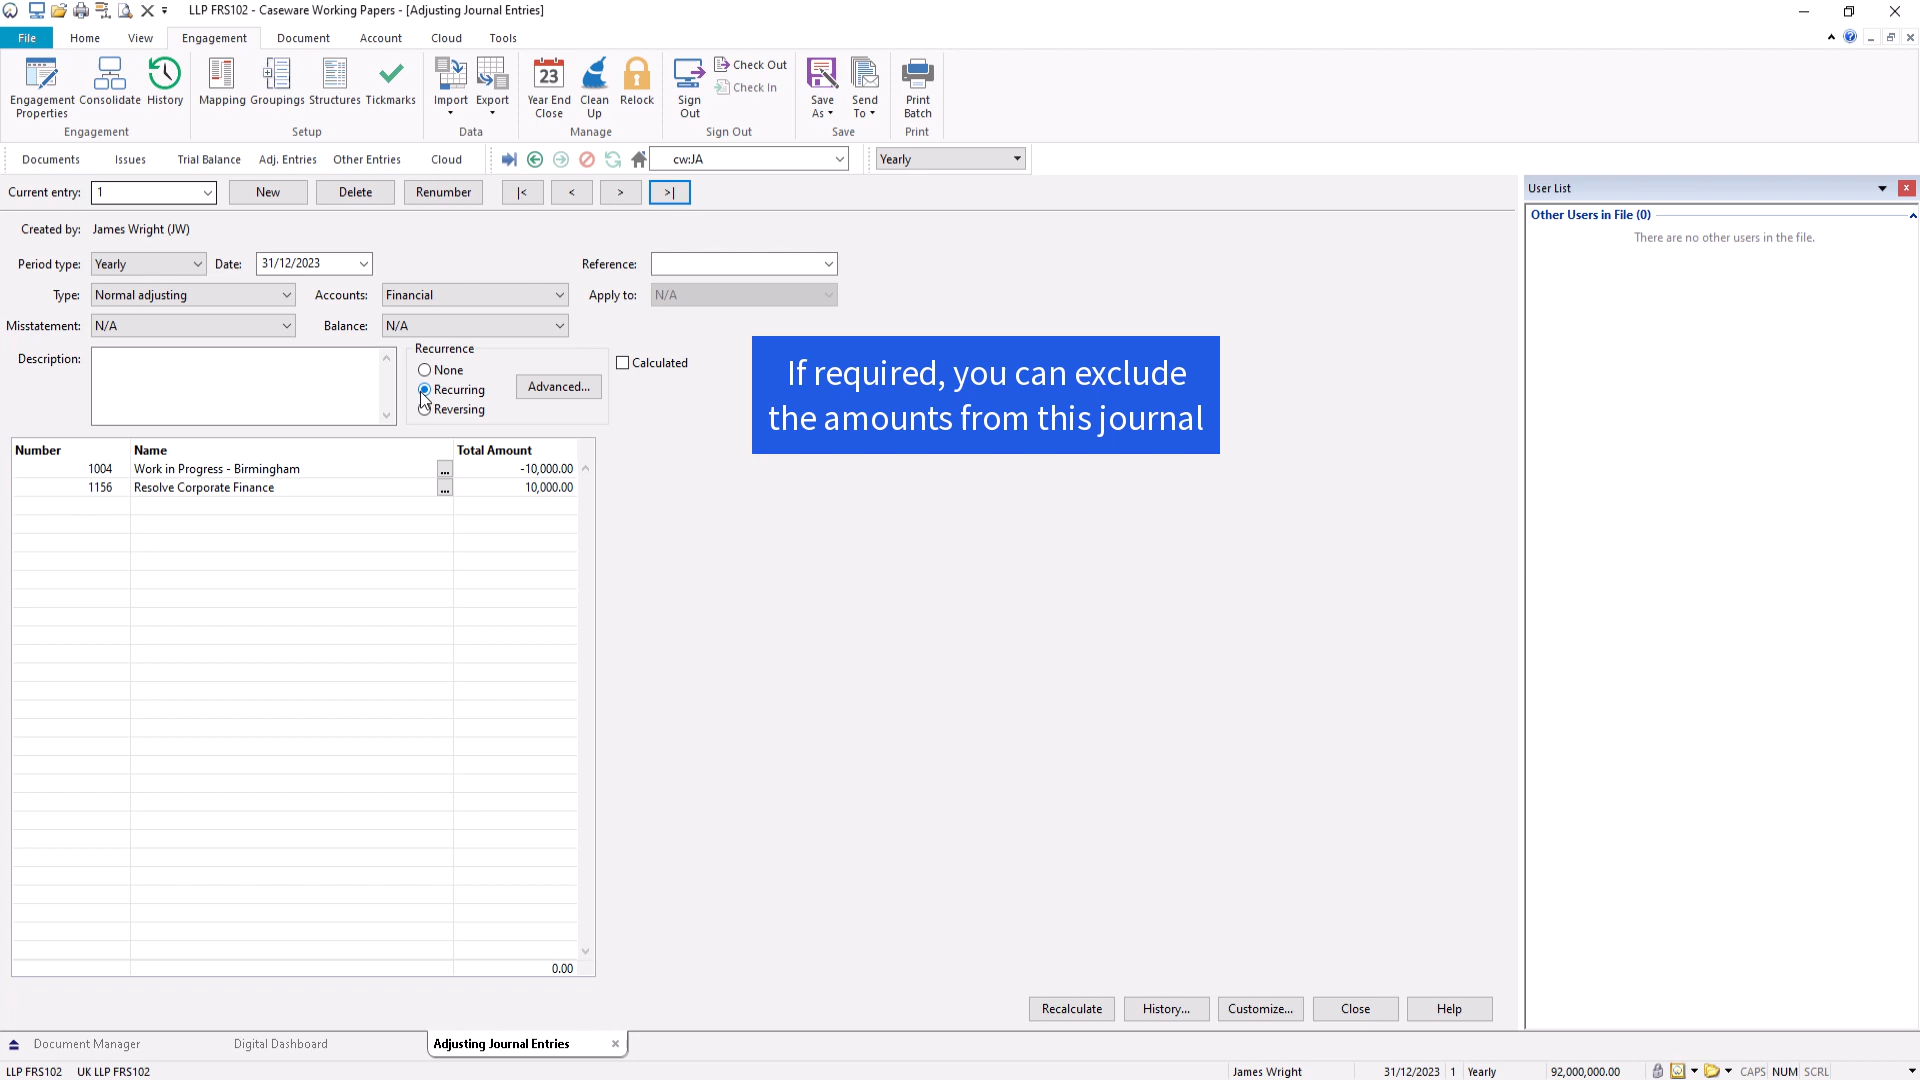 LLP FRS102 - Caseware Working Papers - [Adjusting Journal Entries]
File Home View Engagement Document Account Cloud Tools
Engagement Properties
Consolidate
History
Engagement
Mapping
Groupings
Structures
Tickmarks
Setup
Import
Export
Data
23
Year End Close
Clean Up
Relock
Manage
Sign Out
Check Out
Check In
Sign Out
Save As
Send To
Save
Print Batch
Print
Documents Issues Trial Balance Adj. Entries Other Entries Cloud cw:JA Yearly
Current entry: 1 New Delete Renumber |< < > >|
Created by: James Wright (JW)
Period type: Yearly Date: 31/12/2023 Reference:
Type: Normal adjusting Accounts: Financial Apply to: N/A
Misstatement: N/A Balance: N/A
Description:
Recurrence
None
Recurring
Reversing
Advanced...
Calculated
If required, you can exclude
the amounts from this journal
Number Name Total Amount
1004 Work in Progress - Birmingham ... -10,000.00
1156 Resolve Corporate Finance ... 10,000.00
0.00
Recalculate History... Customize... Close Help
User List
Other Users in File (0)
There are no other users in the file.
Document Manager Digital Dashboard Adjusting Journal Entries
LLP FRS102 UK LLP FRS102 James Wright 31/12/2023 1 Yearly 92,000,000.00 CAPS NUM SCRL